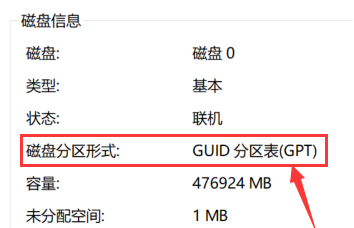 磁盘信息
磁盘: 磁盘 0
类型: 基本
状态: 联机
磁盘分区形式: GUID 分区表(GPT)
容量: 476924 MB
未分配空间: 1 MB